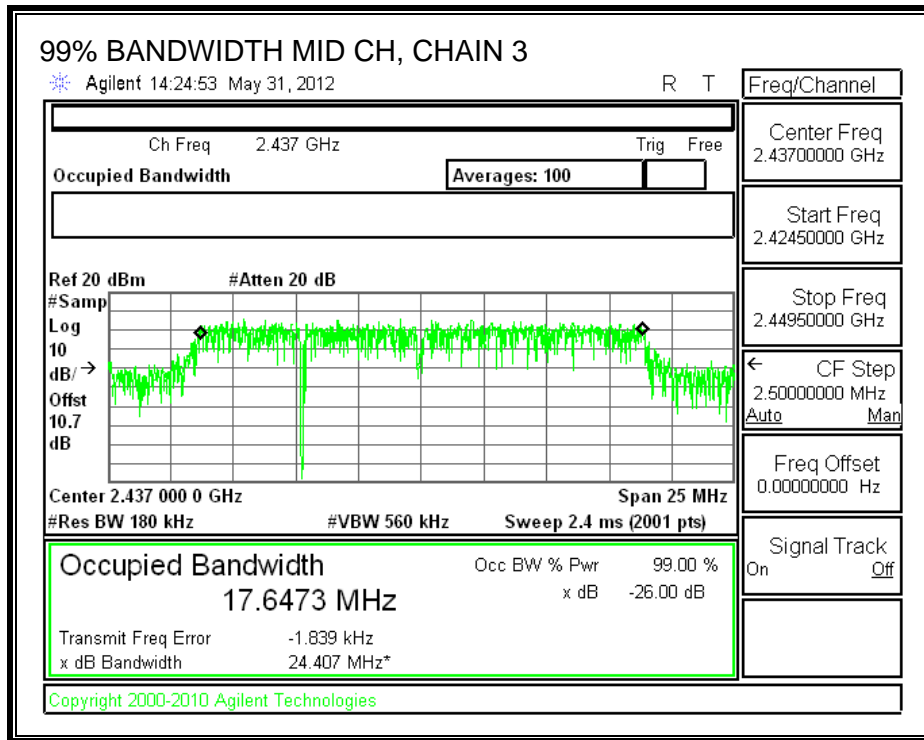 99% BANDWIDTH MID CH, CHAIN 3
Agilent 14:24:53 May 31, 2012 R T
Ch Freq 2.437 GHz Trig Free
Occupied Bandwidth Averages: 100
Ref 20 dBm #Atten 20 dB
#Samp
Log
10
dB/
Offst
10.7
dB
Center 2.437 000 0 GHz Span 25 MHz
#Res BW 180 kHz #VBW 560 kHz Sweep 2.4 ms (2001 pts)
Occupied Bandwidth Occ BW % Pwr 99.00 %
17.6473 MHz x dB -26.00 dB
Transmit Freq Error -1.839 kHz
x dB Bandwidth 24.407 MHz*
Copyright 2000-2010 Agilent Technologies
Freq/Channel
Center Freq
2.43700000 GHz
Start Freq
2.42450000 GHz
Stop Freq
2.44950000 GHz
CF Step
2.50000000 MHz
Auto Man
Freq Offset
0.00000000 Hz
Signal Track
On Off